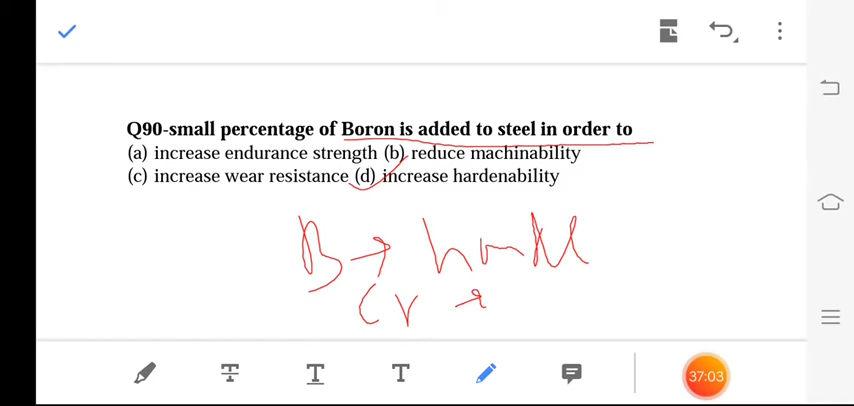 Q90-small percentage of Boron is added to steel in order to
(a) increase endurance strength (b) reduce machinability
(c) increase wear resistance (d) increase hardenability
B →
Cr →
T T T
37:03